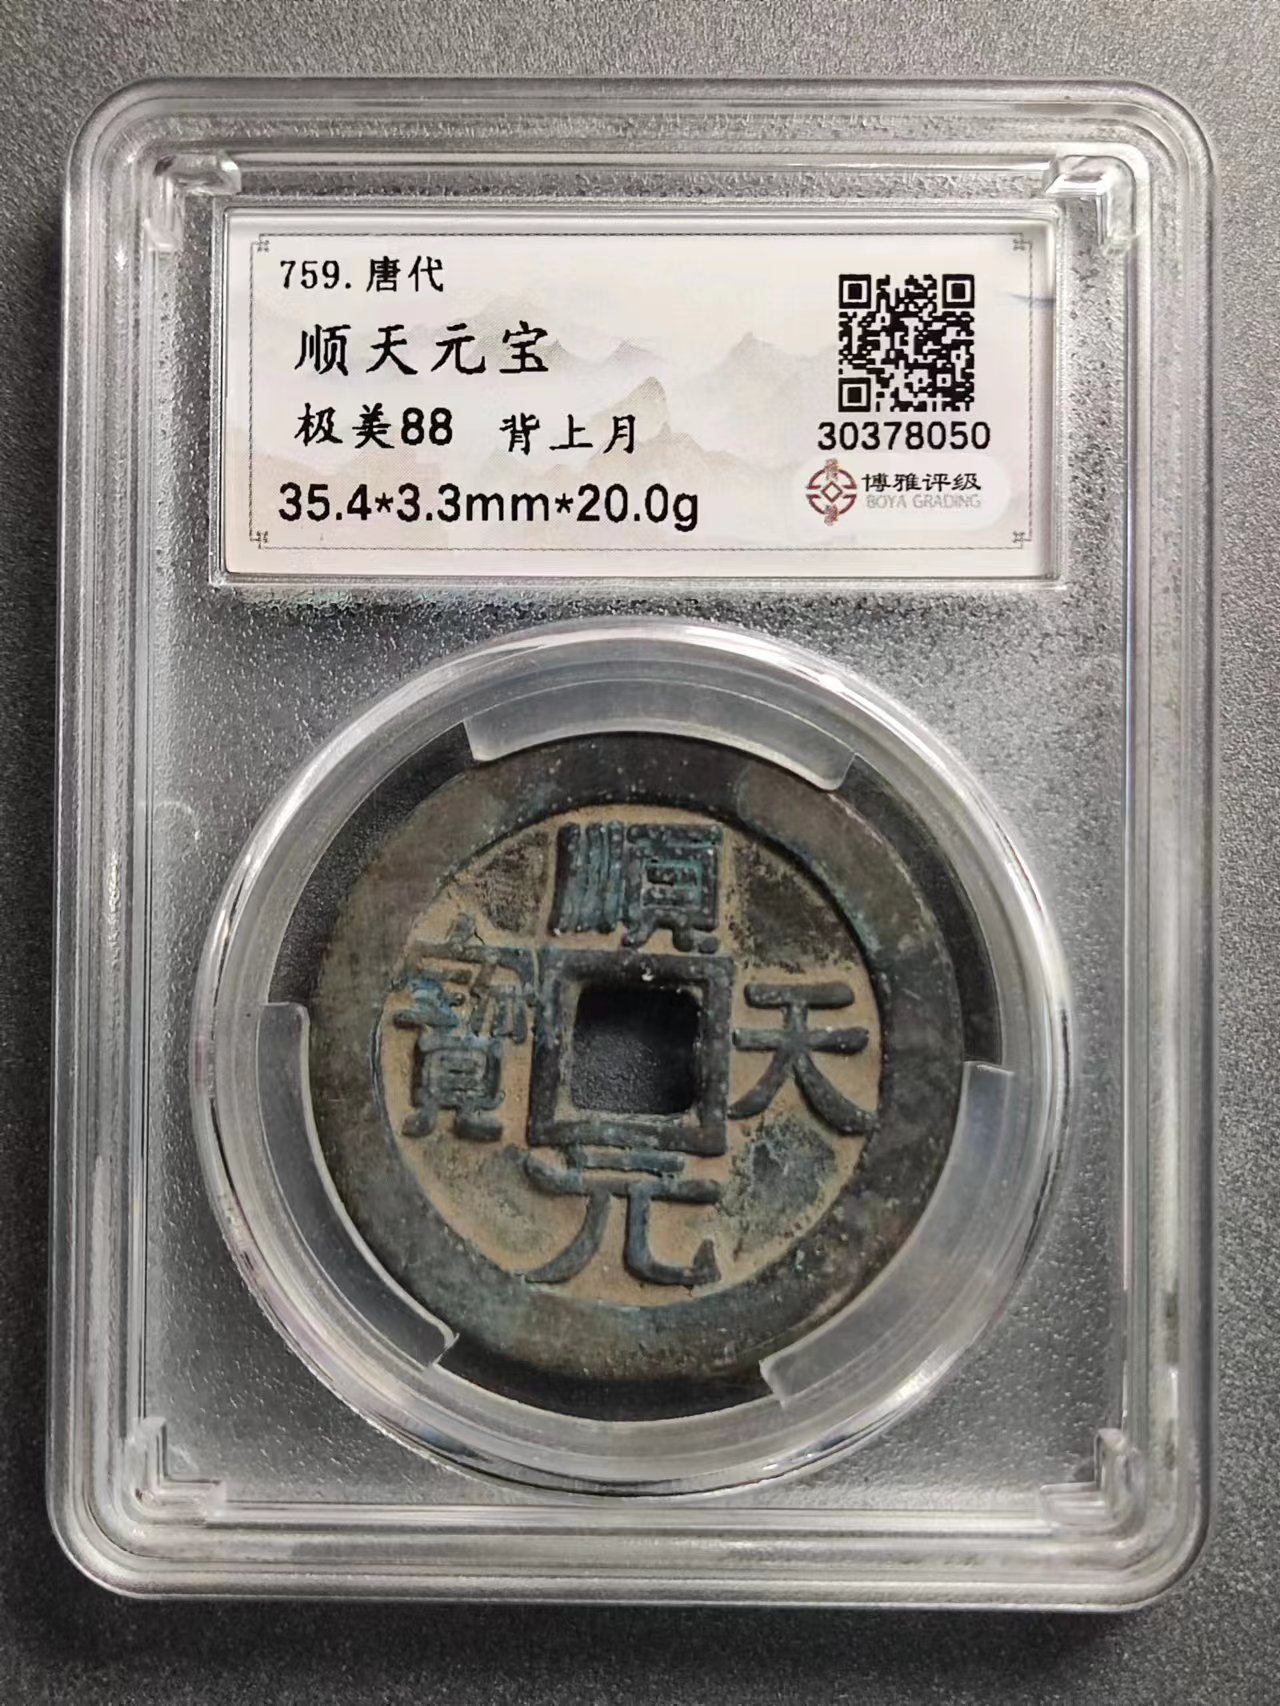 759.唐代
顺天元宝
极美88 背上月
35.4*3.3mm*20.0g
30378050
博雅评级
BOYA GRADING
順
天
元
寶